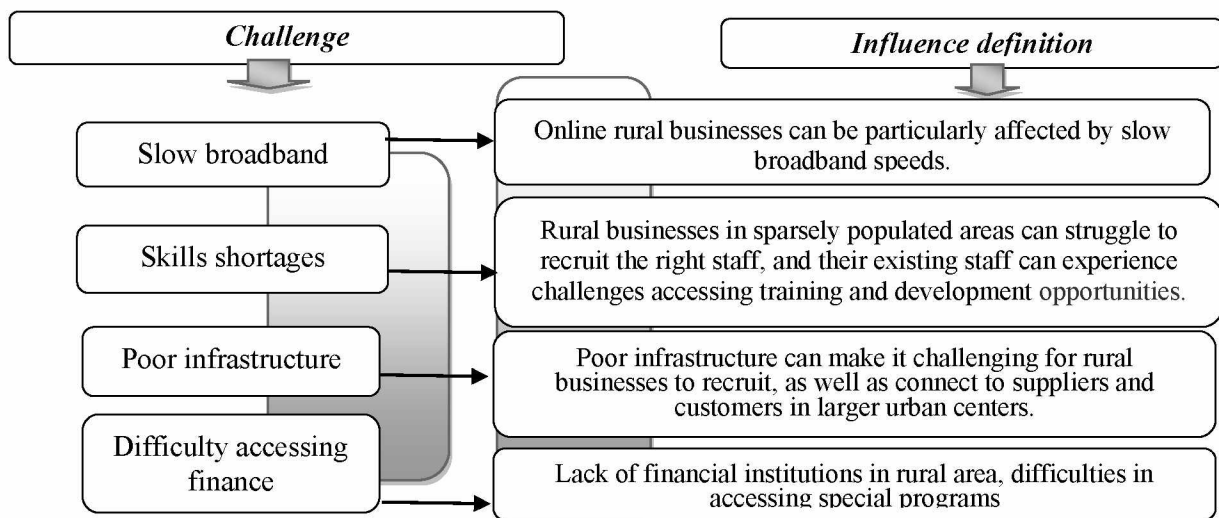 Challenge
Influence definition
Slow broadband
Online rural businesses can be particularly affected by slow
broadband speeds.
Skills shortages
Rural businesses in sparsely populated areas can struggle to
recruit the right staff, and their existing staff can experience
challenges accessing training and development opportunities.
Poor infrastructure
Poor infrastructure can make it challenging for rural
businesses to recruit, as well as connect to suppliers and
customers in larger urban centers.
Difficulty accessing
finance
Lack of financial institutions in rural area, difficulties in
accessing special programs